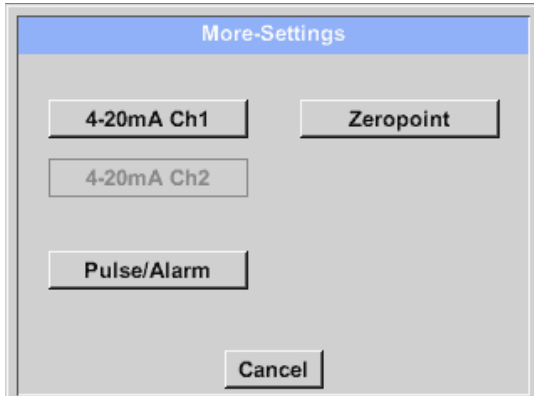 More-Settings
4-20mA Ch1
Zeropoint
4-20mA Ch2
Pulse/Alarm
Cancel